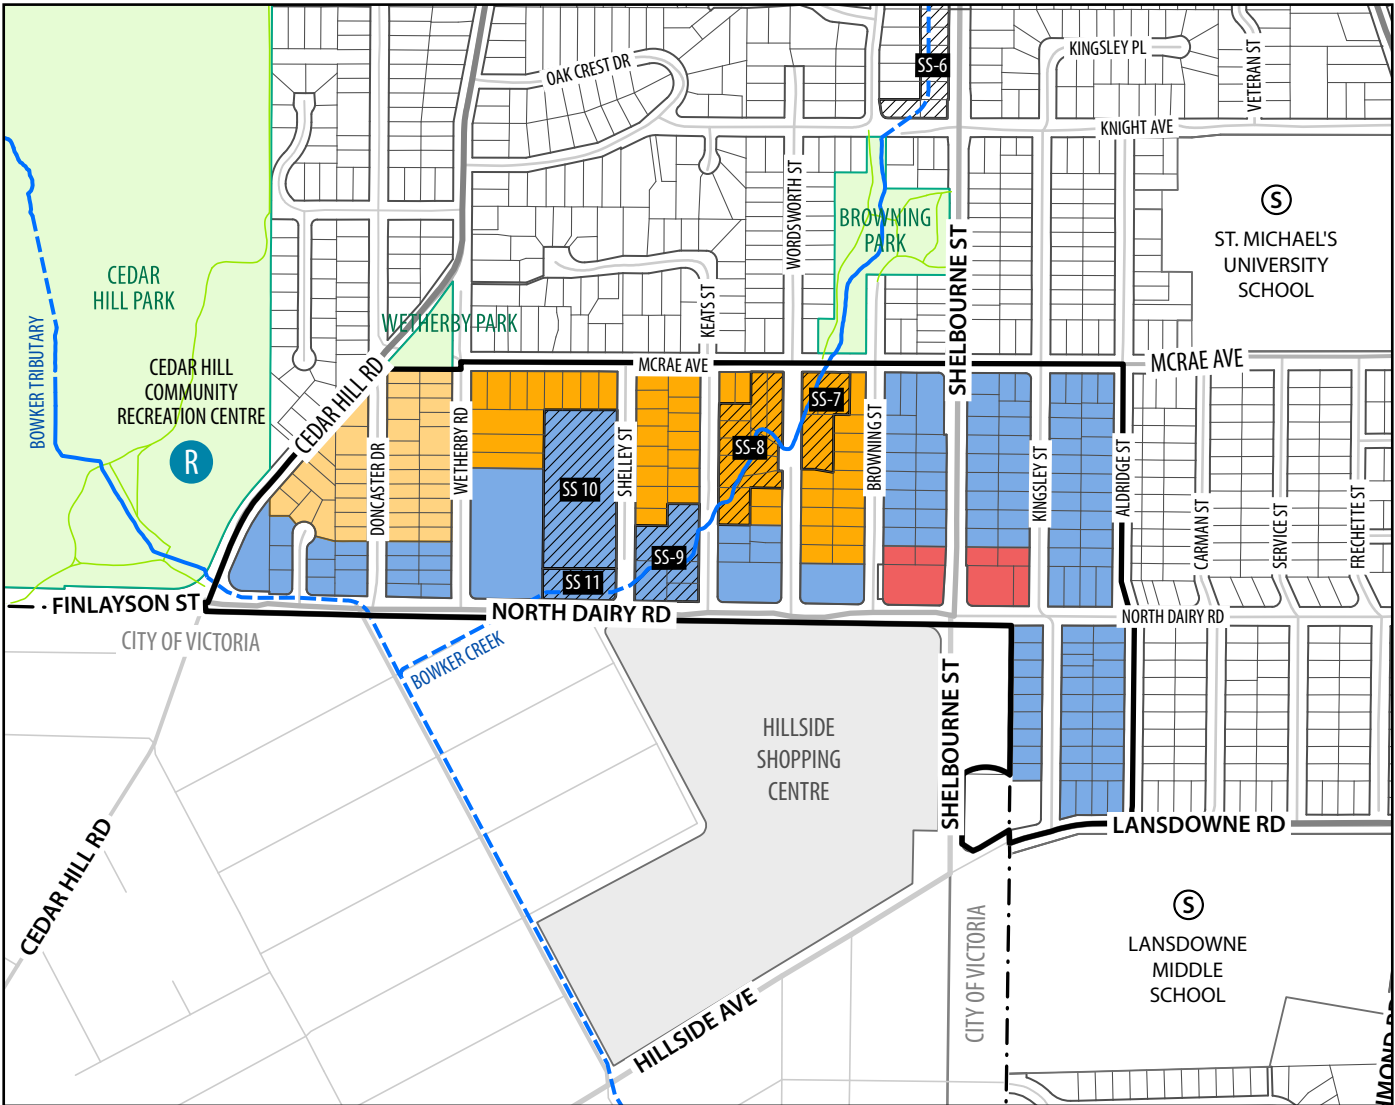 KINGSLEY PL
VETERAN ST
OAK CREST DR
SS-6
KNIGHT AVE
WORDSWORTH ST
BROWNING
PARK
SHELBOURNE ST
S
ST. MICHAEL'S
UNIVERSITY
SCHOOL
CEDAR
HILL PARK
KEATS ST
WETHERBY PARK
BOWKER TRIBUTARY
CEDAR HILL
COMMUNITY
RECREATION CENTRE
R
CEDAR HILL RD
MCRAE AVE
MCRAE AVE
SS-7
SS-8
DONCASTER DR
WETHERBY RD
SHELLEY ST
BROWNING ST
KINGSLEY ST
ALDRIDGE ST
SS 10
CARMAN ST
SERVICE ST
FRECHETTE ST
SS-9
SS 11
FINLAYSON ST
NORTH DAIRY RD
NORTH DAIRY RD
CITY OF VICTORIA
BOWKER CREEK
SHELBOURNE ST
HILLSIDE
SHOPPING
CENTRE
LANSDOWNE RD
CEDAR HILL RD
S
LANSDOWNE
MIDDLE
SCHOOL
CITY OF VICTORIA
HILLSIDE AVE